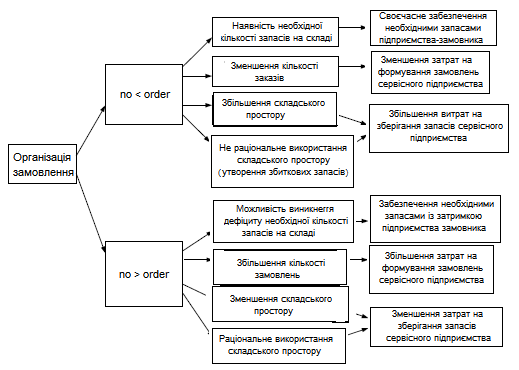 Організація
замовлення
no < order
Наявність необхідної
кількості запасів на складі
Зменшення кількості
заказів
Збільшення складського
простору
Не раціональне використання
складського простору
(утворення збиткових запасів)
Своєчасне забезпечення
необхідними запасами
підприємства-замовника
Зменшення затрат на
формування замовлень
сервісного підприємства
Збільшення витрат на
зберігання запасів сервісного
підприємства
no > order
Можливість виникнеггя
дефіциту необхідної кількості
запасів на складі
Збільшення кількості
замовлень
Зменшення складського
простору
Раціональне використання
складського простору
Забезпечення необхідними
запасами із затримкою
підприємства замовника
Збільшення затрат на
формування замовлень
сервісного підприємства
Зменшення затрат на
зберігання запасів
сервісного підприємства